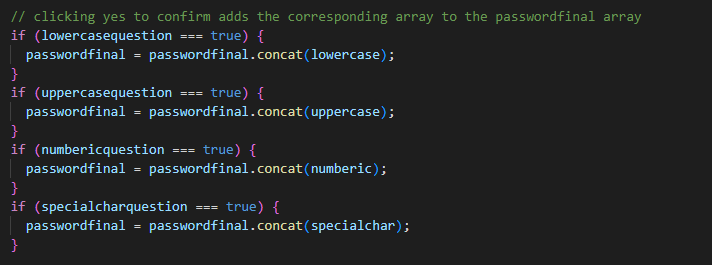 // clicking yes to confirm adds the corresponding array to the passwordfinal array
if (lowercasequestion === true) {
  passwordfinal = passwordfinal.concat(lowercase);
}
if (uppercasequestion === true) {
  passwordfinal = passwordfinal.concat(uppercase);
}
if (numbericquestion === true) {
  passwordfinal = passwordfinal.concat(numberic);
}
if (specialcharquestion === true) {
  passwordfinal = passwordfinal.concat(specialchar);
}